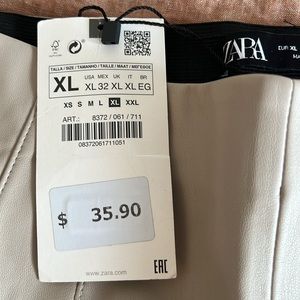 ZARA
EUR XL
TALLA / SIZE / TAMANHO / TAILLE / MAAT / ΜΕΓΕΘΟΣ
XL
USA MEX UK IT BR
XL 32 XL XL EG
XS S M L XL XXL
ART.: 8372 / 061 / 711
08372061711051
$ 35.90
www.zara.com
EAC